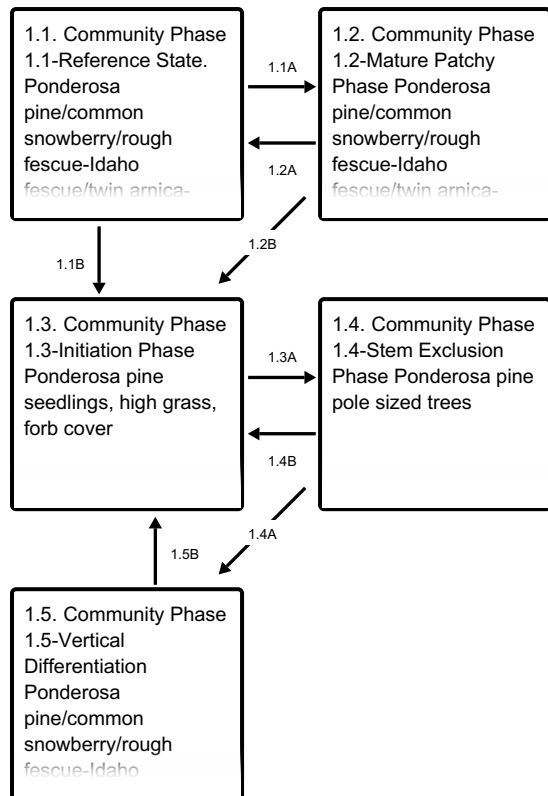 1.1. Community Phase
1.1-Reference State.
Ponderosa
pine/common
snowberry/rough
fescue-Idaho
fescue/twin arnica-
1.1A
1.2. Community Phase
1.2-Mature Patchy
Phase Ponderosa
pine/common
snowberry/rough
fescue-Idaho
fescue/twin arnica-
1.2A
1.2B
1.1B
1.3. Community Phase
1.3-Initiation Phase
Ponderosa pine
seedlings, high grass,
forb cover
1.3A
1.4. Community Phase
1.4-Stem Exclusion
Phase Ponderosa pine
pole sized trees
1.4B
1.4A
1.5B
1.5. Community Phase
1.5-Vertical
Differentiation
Ponderosa
pine/common
snowberry/rough
fescue-Idaho